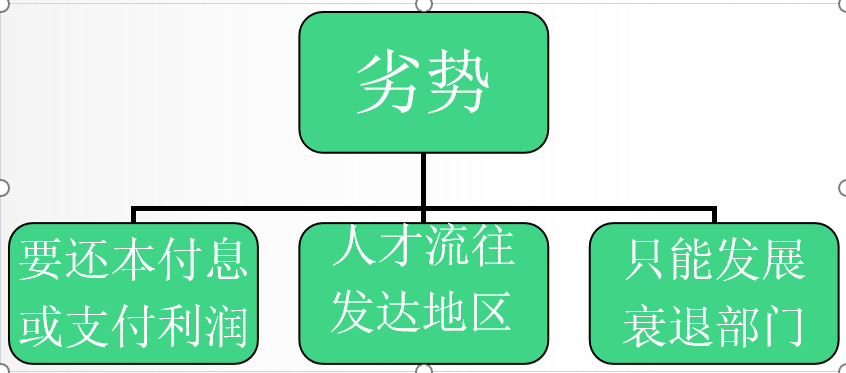 劣势
要还本付息
或支付利润
人才流往
发达地区
只能发展
衰退部门